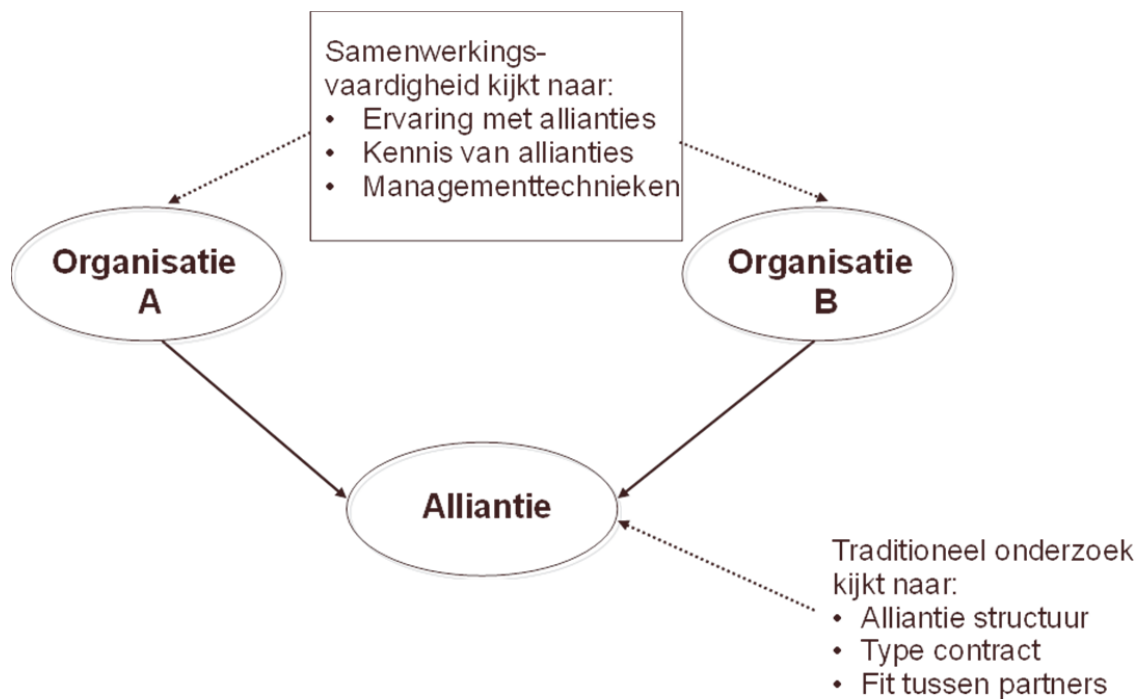 Samenwerkings-
vaardigheid kijkt naar:
• Ervaring met allianties
• Kennis van allianties
• Managementtechnieken
Organisatie
A
Organisatie
B
Alliantie
Traditioneel onderzoek
kijkt naar:
• Alliantie structuur
• Type contract
• Fit tussen partners